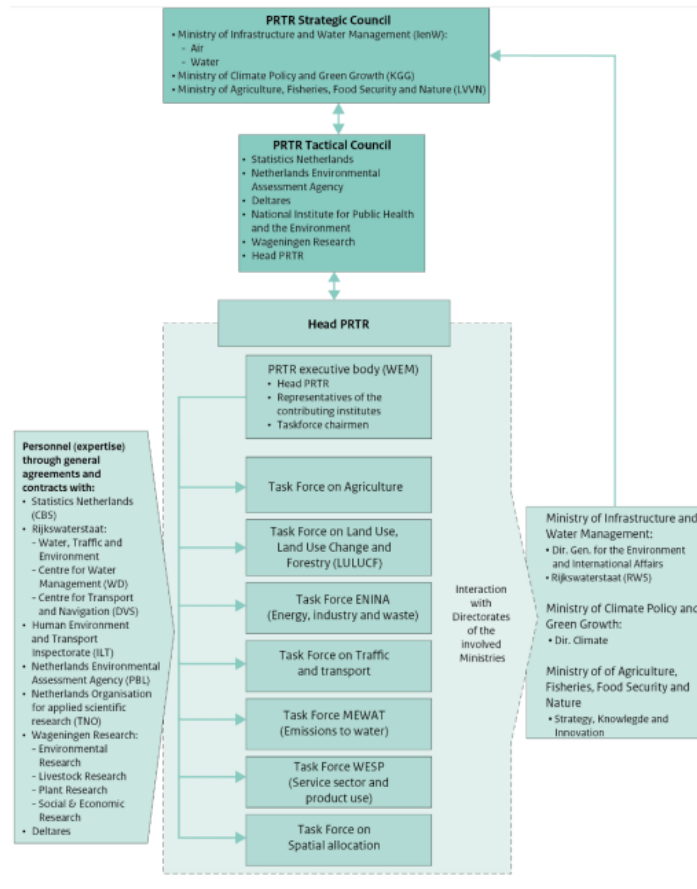 PRTR Strategic Council
• Ministry of Infrastructure and Water Management (IenW):
– Air
– Water
• Ministry of Climate Policy and Green Growth (KGG)
• Ministry of Agriculture, Fisheries, Food Security and Nature (LVVN)
PRTR Tactical Council
• Statistics Netherlands
• Netherlands Environmental
Assessment Agency
• Deltares
• National Institute for Public Health
and the Environment
• Wageningen Research
• Head PRTR
Head PRTR
PRTR executive body (WEM)
• Head PRTR
• Representatives of the
contributing institutes
• Taskforce chairmen
Personnel (expertise)
through general
agreements and
contracts with:
• Statistics Netherlands
(CBS)
• Rijkswaterstaat:
– Water, Traffic and
Environment
– Centre for Water
Management (WD)
– Centre for Transport
and Navigation (DVS)
• Human Environment
and Transport
Inspectorate (ILT)
• Netherlands Environmental
Assessment Agency (PBL)
• Netherlands Organisation
for applied scientific
research (TNO)
• Wageningen Research:
– Environmental
Research
– Livestock Research
– Plant Research
– Social & Economic
Research
• Deltares
Task Force on Agriculture
Task Force on Land Use,
Land Use Change and
Forestry (LULUCF)
Task Force ENINA
(Energy, industry and waste)
Task Force on Traffic
and transport
Task Force MEWAT
(Emissions to water)
Task Force WESP
(Service sector and
product use)
Task Force on
Spatial allocation
Interaction
with
Directorates
of the
involved
Ministries
Ministry of Infrastructure and
Water Management:
• Dir. Gen. for the Environment
and International Affairs
• Rijkswaterstaat (RWS)
Ministry of Climate Policy and
Green Growth:
• Dir. Climate
Ministry of of Agriculture,
Fisheries, Food Security and
Nature
• Strategy, Knowlegde and
Innovation